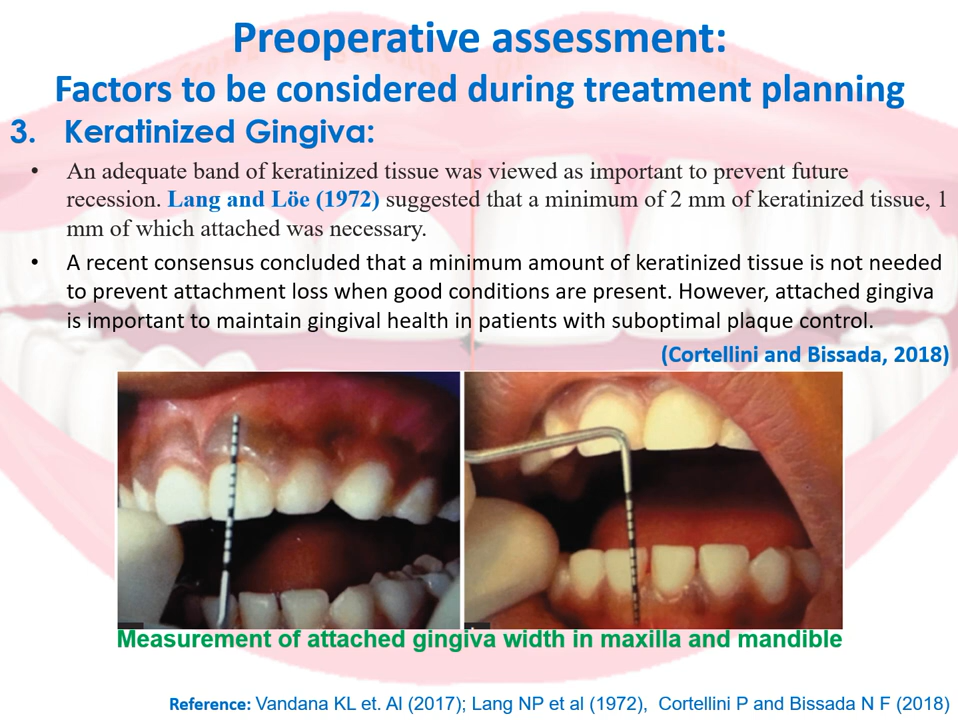 Preoperative assessment:
Factors to be considered during treatment planning
3. Keratinized Gingiva:
• An adequate band of keratinized tissue was viewed as important to prevent future
recession. Lang and Löe (1972) suggested that a minimum of 2 mm of keratinized tissue, 1
mm of which attached was necessary.
• A recent consensus concluded that a minimum amount of keratinized tissue is not needed
to prevent attachment loss when good conditions are present. However, attached gingiva
is important to maintain gingival health in patients with suboptimal plaque control.
(Cortellini and Bissada, 2018)
Measurement of attached gingiva width in maxilla and mandible
Reference: Vandana KL et. Al (2017); Lang NP et al (1972), Cortellini P and Bissada N F (2018)